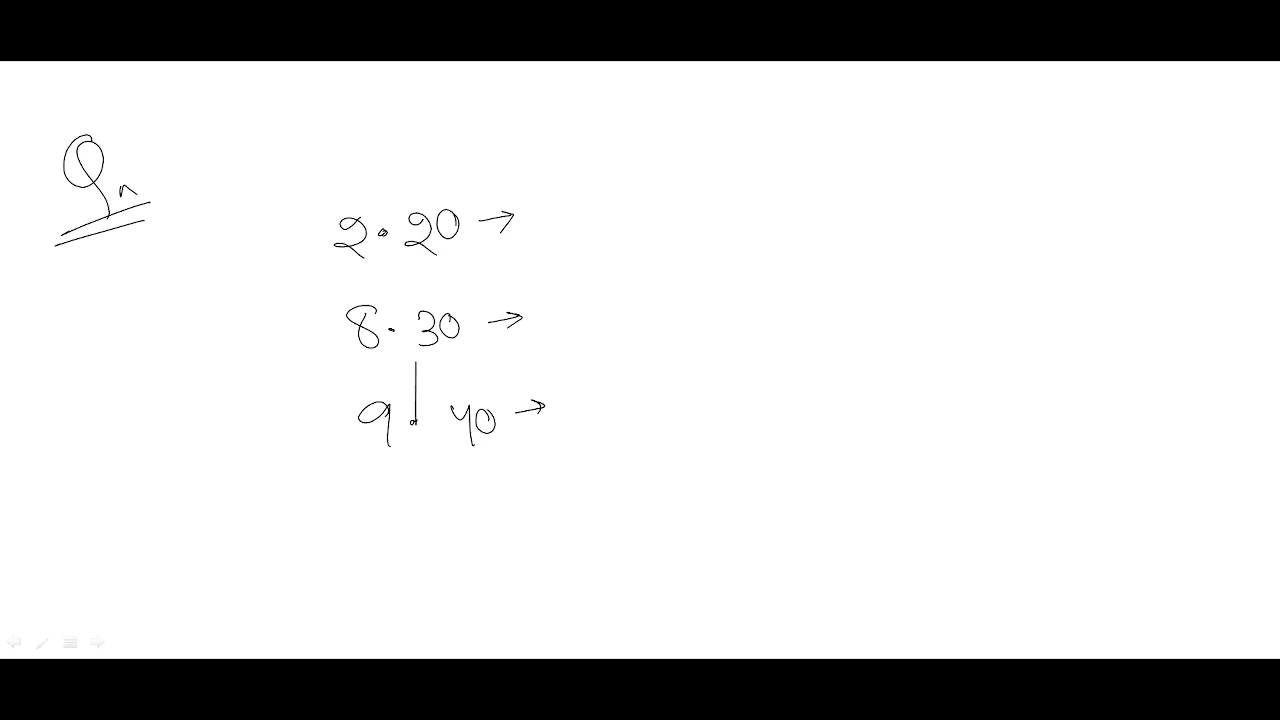 Qn
2.20 →
8.30 →
9.40 →